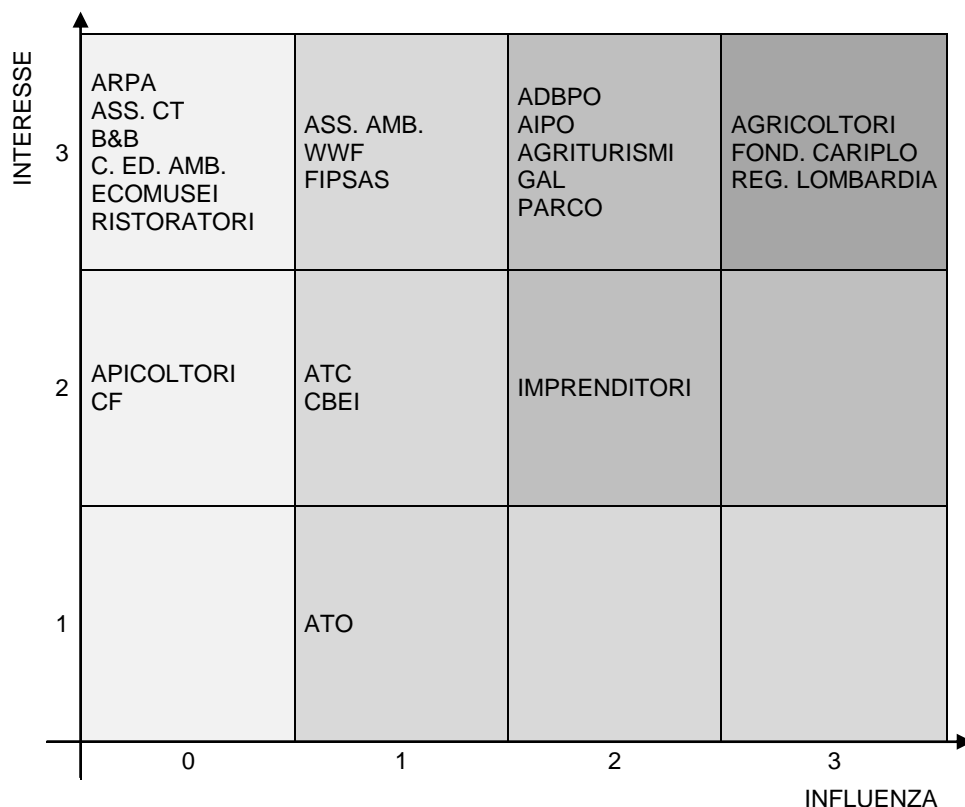 INTERESSE
3
ARPA
ASS. CT
B&B
C. ED. AMB.
ECOMUSEI
RISTORATORI
ASS. AMB.
WWF
FIPSAS
ADBPO
AIPO
AGRITURISMI
GAL
PARCO
AGRICOLTORI
FOND. CARIPLO
REG. LOMBARDIA
2
APICOLTORI
CF
ATC
CBEI
IMPRENDITORI
1
ATO
0
1
2
3
INFLUENZA